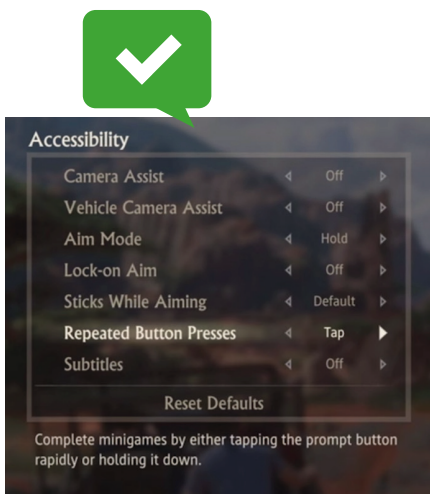 Accessibility
Camera Assist Off
Vehicle Camera Assist Off
Aim Mode Hold
Lock-on Aim Off
Sticks While Aiming Default
Repeated Button Presses Tap
Subtitles Off
Reset Defaults
Complete minigames by either tapping the prompt button
rapidly or holding it down.